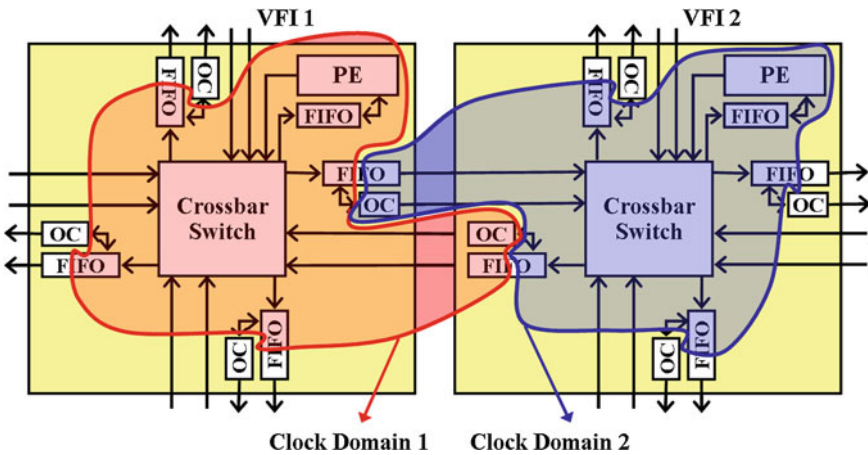 VFI 1
VFI 2
FIFO
OC
PE
FIFO
FIFO
OC
Crossbar
Switch
OC
FIFO
OC
FIFO
FIFO
OC
PE
FIFO
FIFO
OC
Crossbar
Switch
OC
FIFO
OC
FIFO
Clock Domain 1
Clock Domain 2